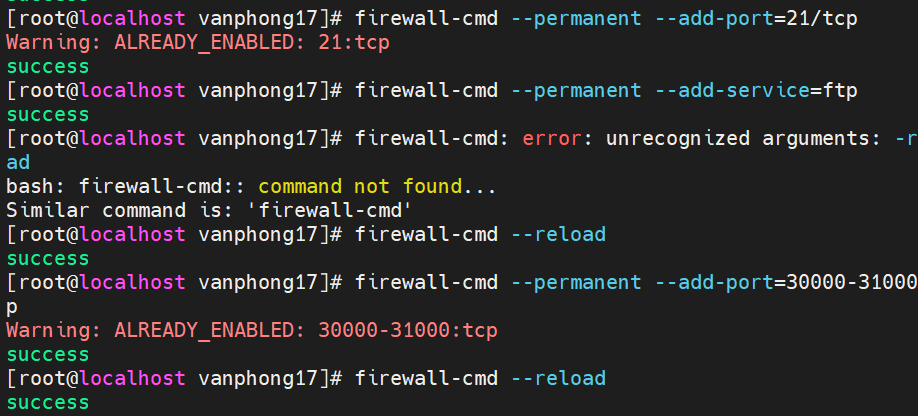 success
[root@localhost vanphong17]# firewall-cmd --permanent --add-port=21/tcp
Warning: ALREADY_ENABLED: 21:tcp
success
[root@localhost vanphong17]# firewall-cmd --permanent --add-service=ftp
success
[root@localhost vanphong17]# firewall-cmd: error: unrecognized arguments: -r
ad
bash: firewall-cmd:: command not found...
Similar command is: 'firewall-cmd'
[root@localhost vanphong17]# firewall-cmd --reload
success
[root@localhost vanphong17]# firewall-cmd --permanent --add-port=30000-31000
p
Warning: ALREADY_ENABLED: 30000-31000:tcp
success
[root@localhost vanphong17]# firewall-cmd --reload
success